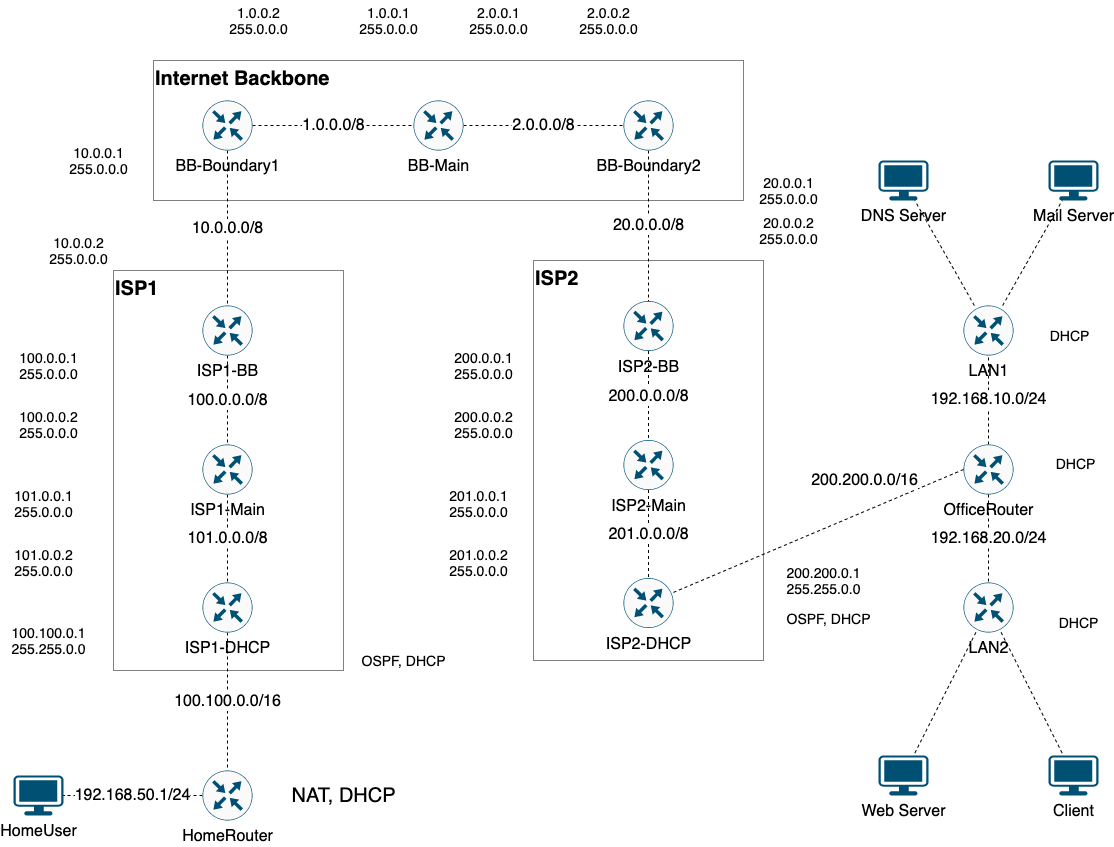 1.0.0.2
255.0.0.0
1.0.0.1
255.0.0.0
2.0.0.1
255.0.0.0
2.0.0.2
255.0.0.0
Internet Backbone
1.0.0.0/8
2.0.0.0/8
BB-Boundary1
BB-Main
BB-Boundary2
10.0.0.1
255.0.0.0
20.0.0.1
255.0.0.0
20.0.0.2
255.0.0.0
DNS Server
Mail Server
10.0.0.0/8
20.0.0.0/8
10.0.0.2
255.0.0.0
ISP1
ISP2
ISP1-BB
ISP2-BB
LAN1
DHCP
100.0.0.1
255.0.0.0
200.0.0.1
255.0.0.0
100.0.0.0/8
200.0.0.0/8
192.168.10.0/24
100.0.0.2
255.0.0.0
200.0.0.2
255.0.0.0
DHCP
200.200.0.0/16
ISP1-Main
ISP2-Main
OfficeRouter
101.0.0.1
255.0.0.0
201.0.0.1
255.0.0.0
101.0.0.0/8
201.0.0.0/8
192.168.20.0/24
101.0.0.2
255.0.0.0
201.0.0.2
255.0.0.0
200.200.0.1
255.255.0.0
OSPF, DHCP
DHCP
100.100.0.1
255.255.0.0
ISP1-DHCP
ISP2-DHCP
LAN2
OSPF, DHCP
100.100.0.0/16
192.168.50.1/24
NAT, DHCP
HomeUser
HomeRouter
Web Server
Client